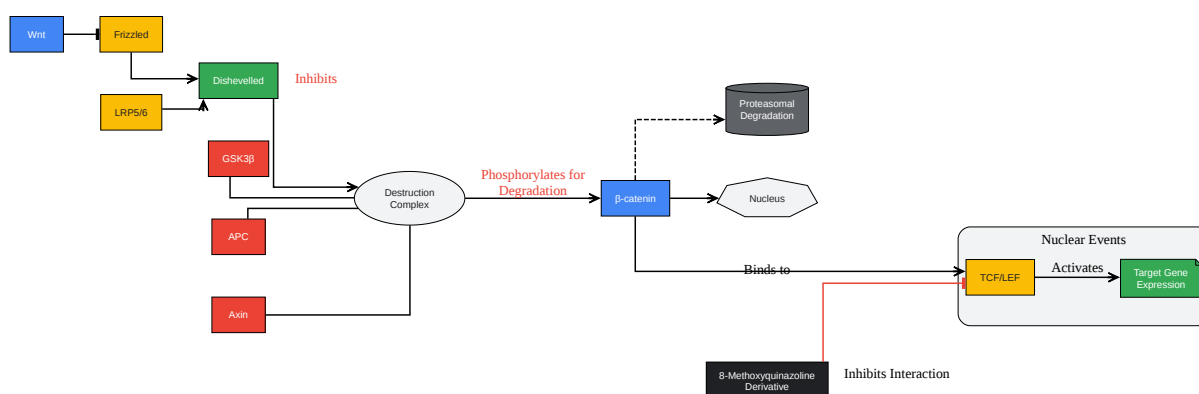 Wnt
Frizzled
Dishevelled
Inhibits
LRP5/6
GSK3β
APC
Axin
Destruction
Complex
Phosphorylates for
Degradation
Proteasomal
Degradation
β-catenin
Nucleus
Binds to
Nuclear Events
TCF/LEF
Activates
Target Gene
Expression
8-Methoxyquinazoline
Derivative
Inhibits Interaction